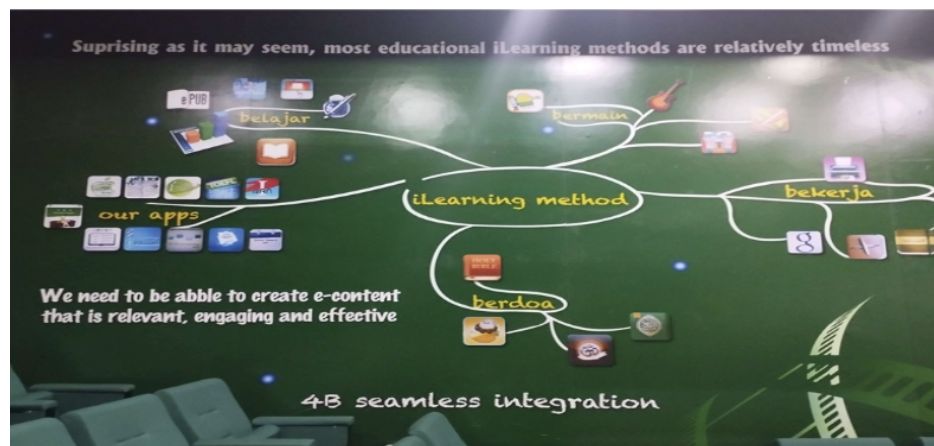 Suprising as it may seem, most educational iLearning methods are relatively timeless
ePUB
belajar
bermain
iLearning method
bekerja
our apps
g
HOLY BIBLE
berdoa
We need to be abble to create e-content
that is relevant, engaging and effective
4B seamless integration